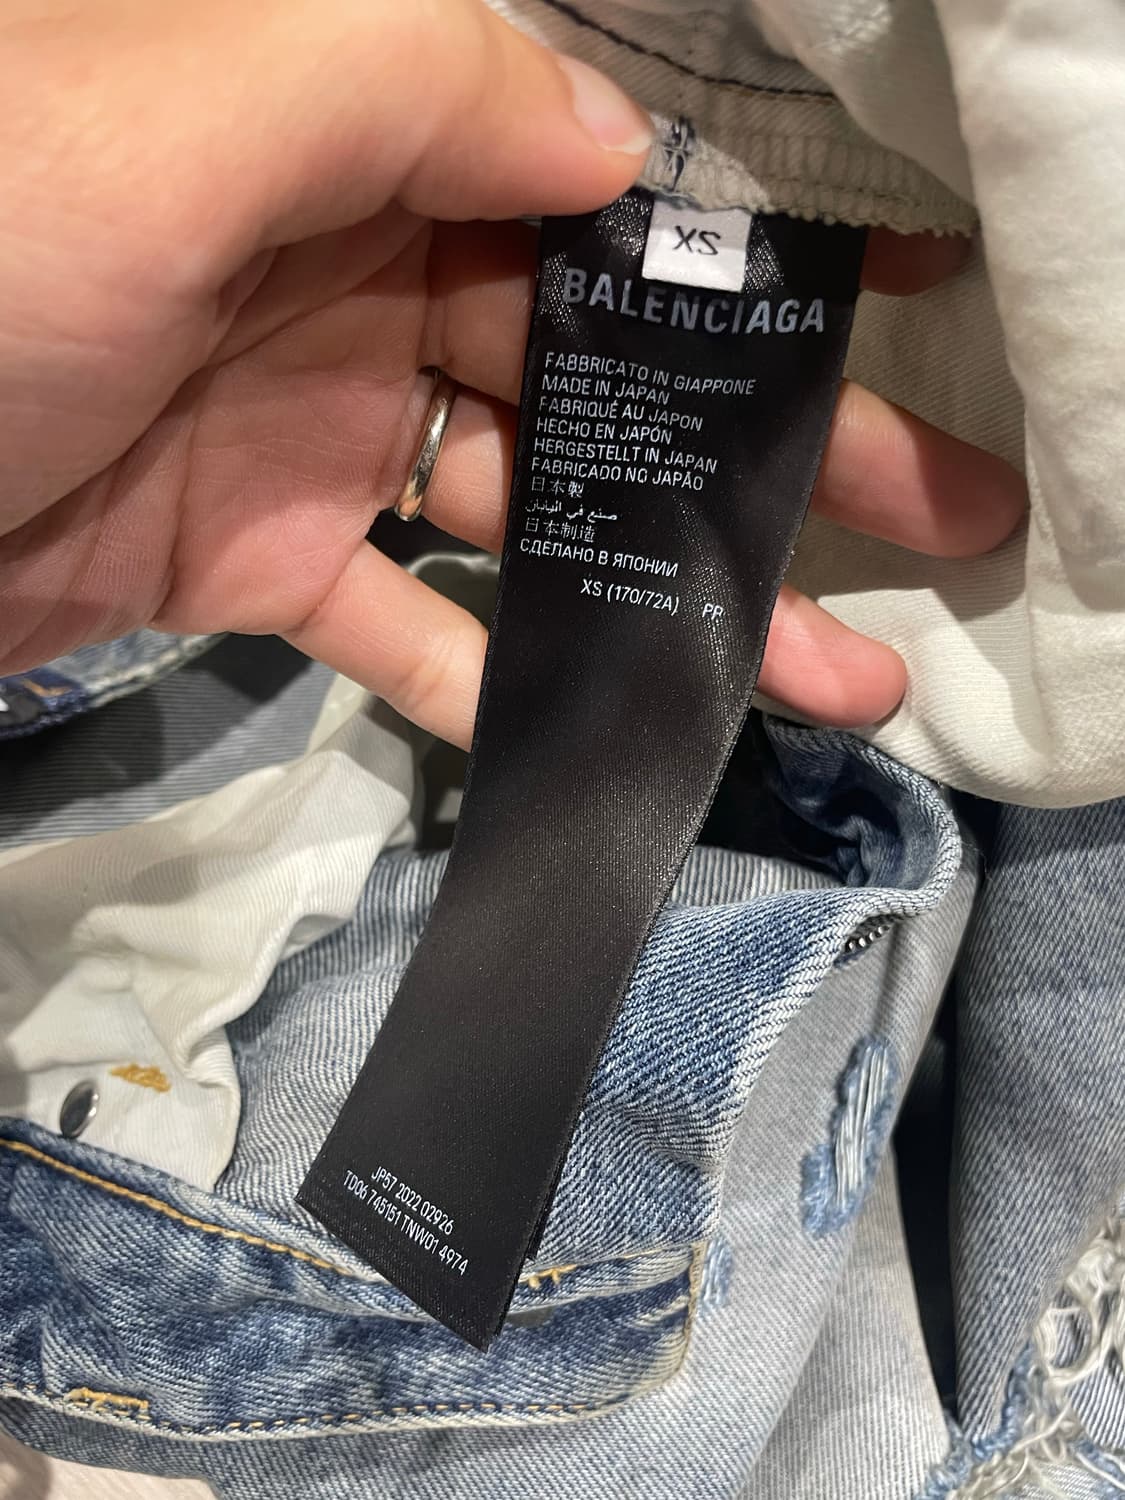 XS
BALENCIAGA
FABBRICATO IN GIAPPONE
MADE IN JAPAN
FABRIQUÉ AU JAPON
HECHO EN JAPÓN
HERGESTELLT IN JAPAN
FABRICADO NO JAPÃO
日本製
صنع في اليابان
日本制造
СДЕЛАНО В ЯПОНИИ
XS (170/72A) PP
JP57 2022 02926
TD06 745151 TNW01 4974